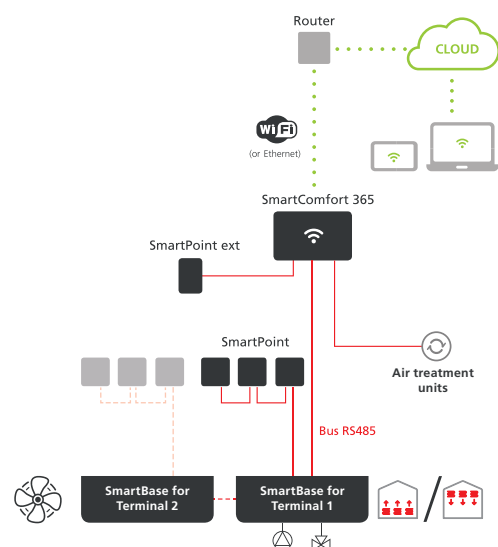 Router
CLOUD
WiFi
(or Ethernet)
SmartComfort 365
SmartPoint ext
SmartPoint
Air treatment
units
Bus RS485
SmartBase for
Terminal 2
SmartBase for
Terminal 1